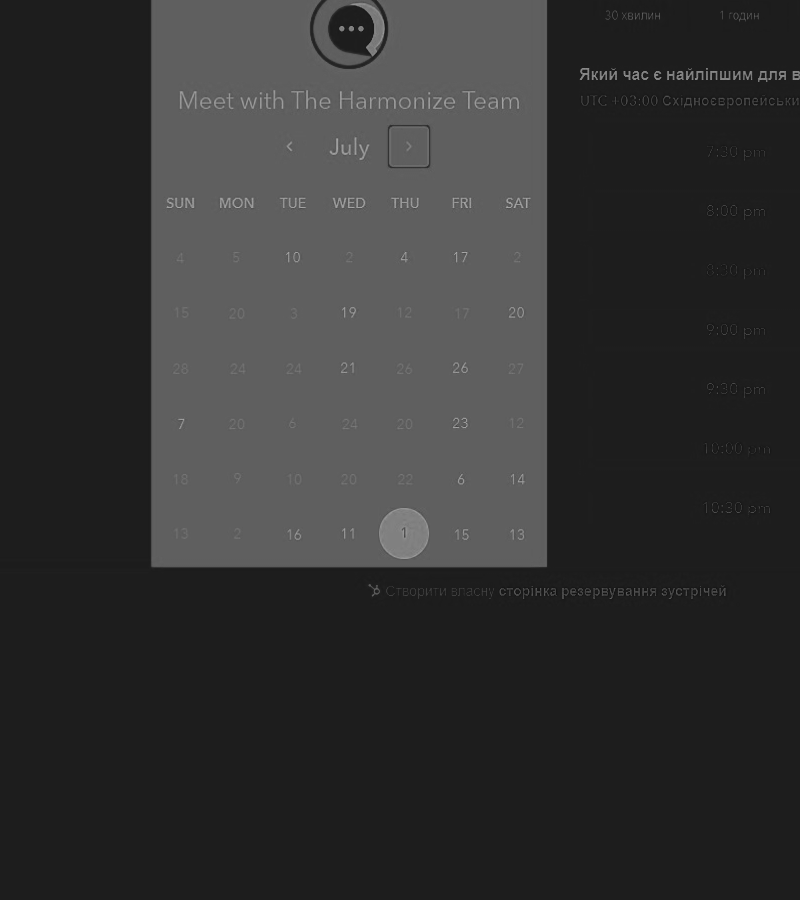 30 хвилин 1 годин
Meet with The Harmonize Team
July
SUN MON TUE WED THU FRI SAT
4 5 10 2 4 17 2
15 20 3 19 12 17 20
28 24 24 21 26 26 27
7 20 6 24 20 23 12
18 9 10 20 22 6 14
13 2 16 11 1 15 13
Який час є найліпшим для в
UTC +03:00 Східноєвропейськи
7:30 pm
8:00 pm
8:30 pm
9:00 pm
9:30 pm
10:00 pm
10:30 pm
Створити власну сторінка резервування зустрічей